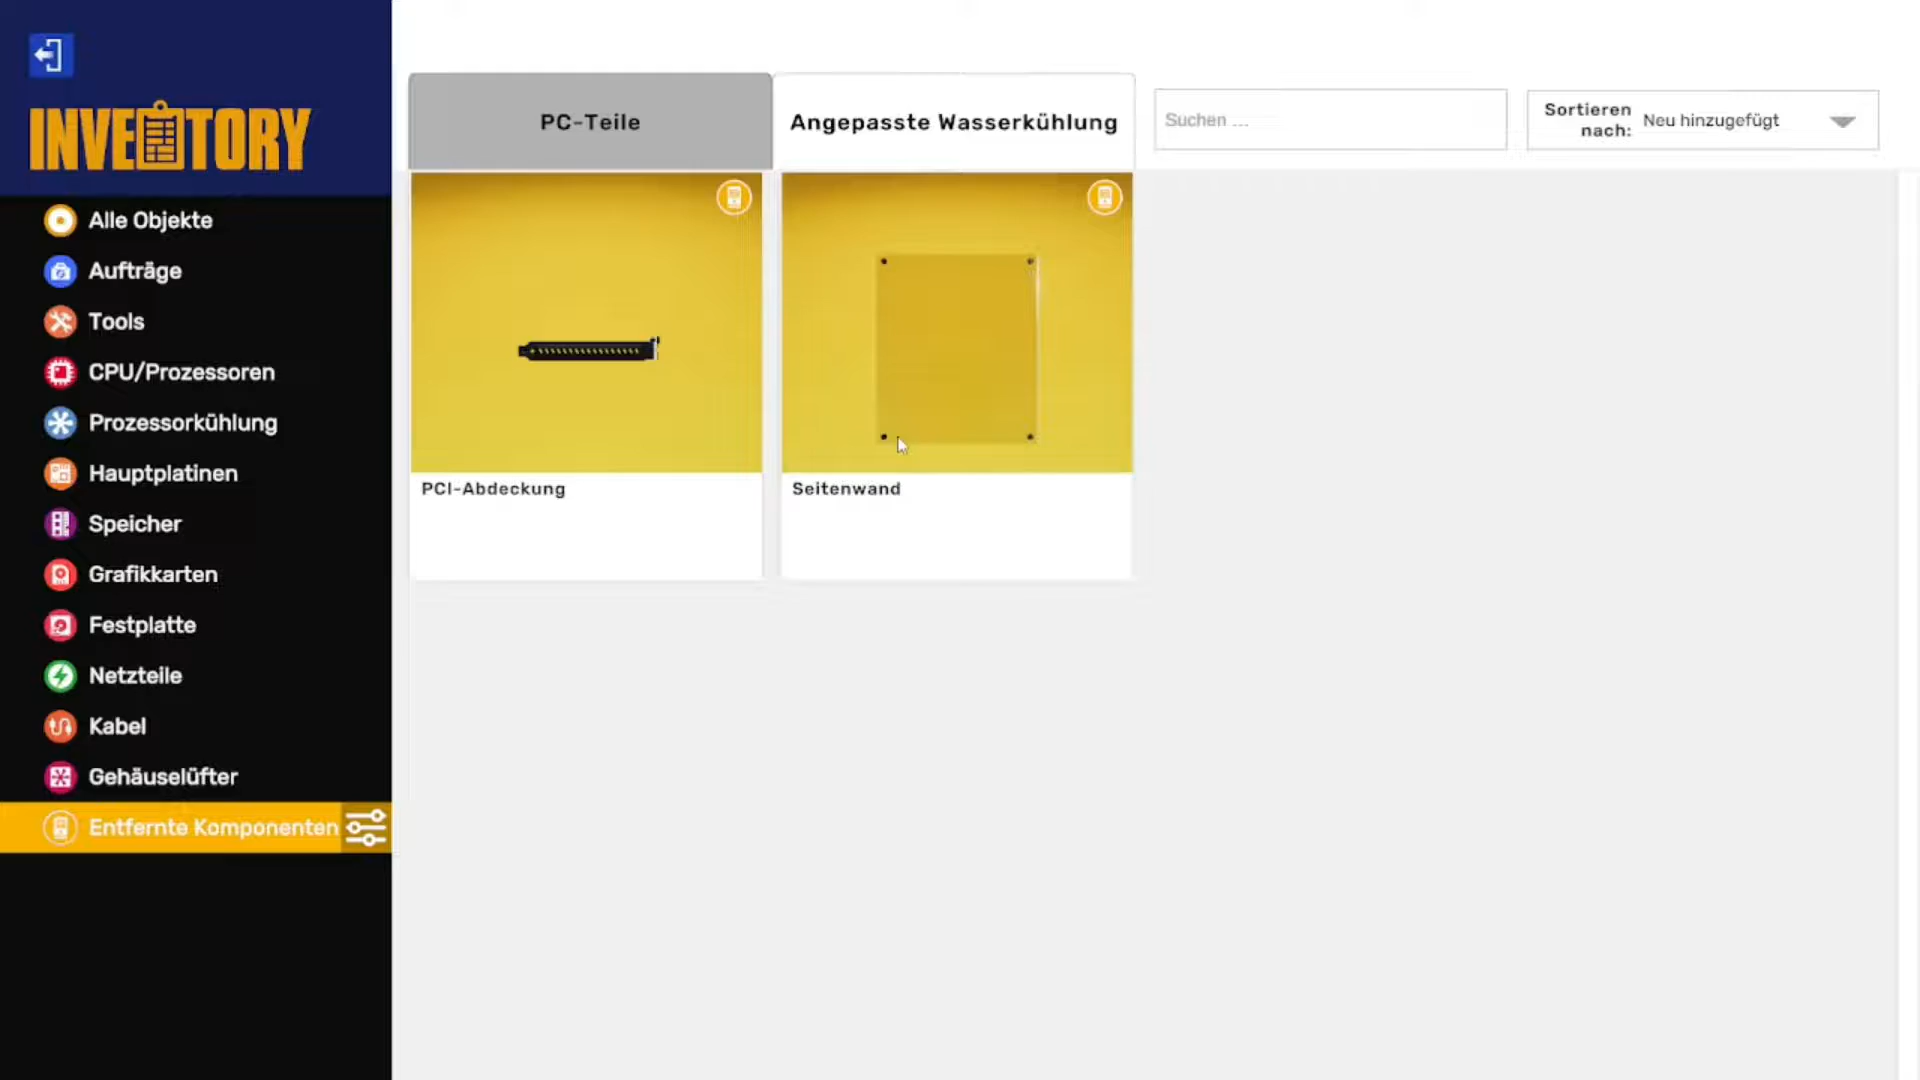 INVENTORY
Alle Objekte
Aufträge
Tools
CPU/Prozessoren
Prozessorkühlung
Hauptplatinen
Speicher
Grafikkarten
Festplatte
Netzteile
Kabel
Gehäuselüfter
Entfernte Komponenten
PC-Teile
Angepasste Wasserkühlung
Suchen ...
Sortieren
nach:
Neu hinzugefügt
PCI-Abdeckung
Seitenwand